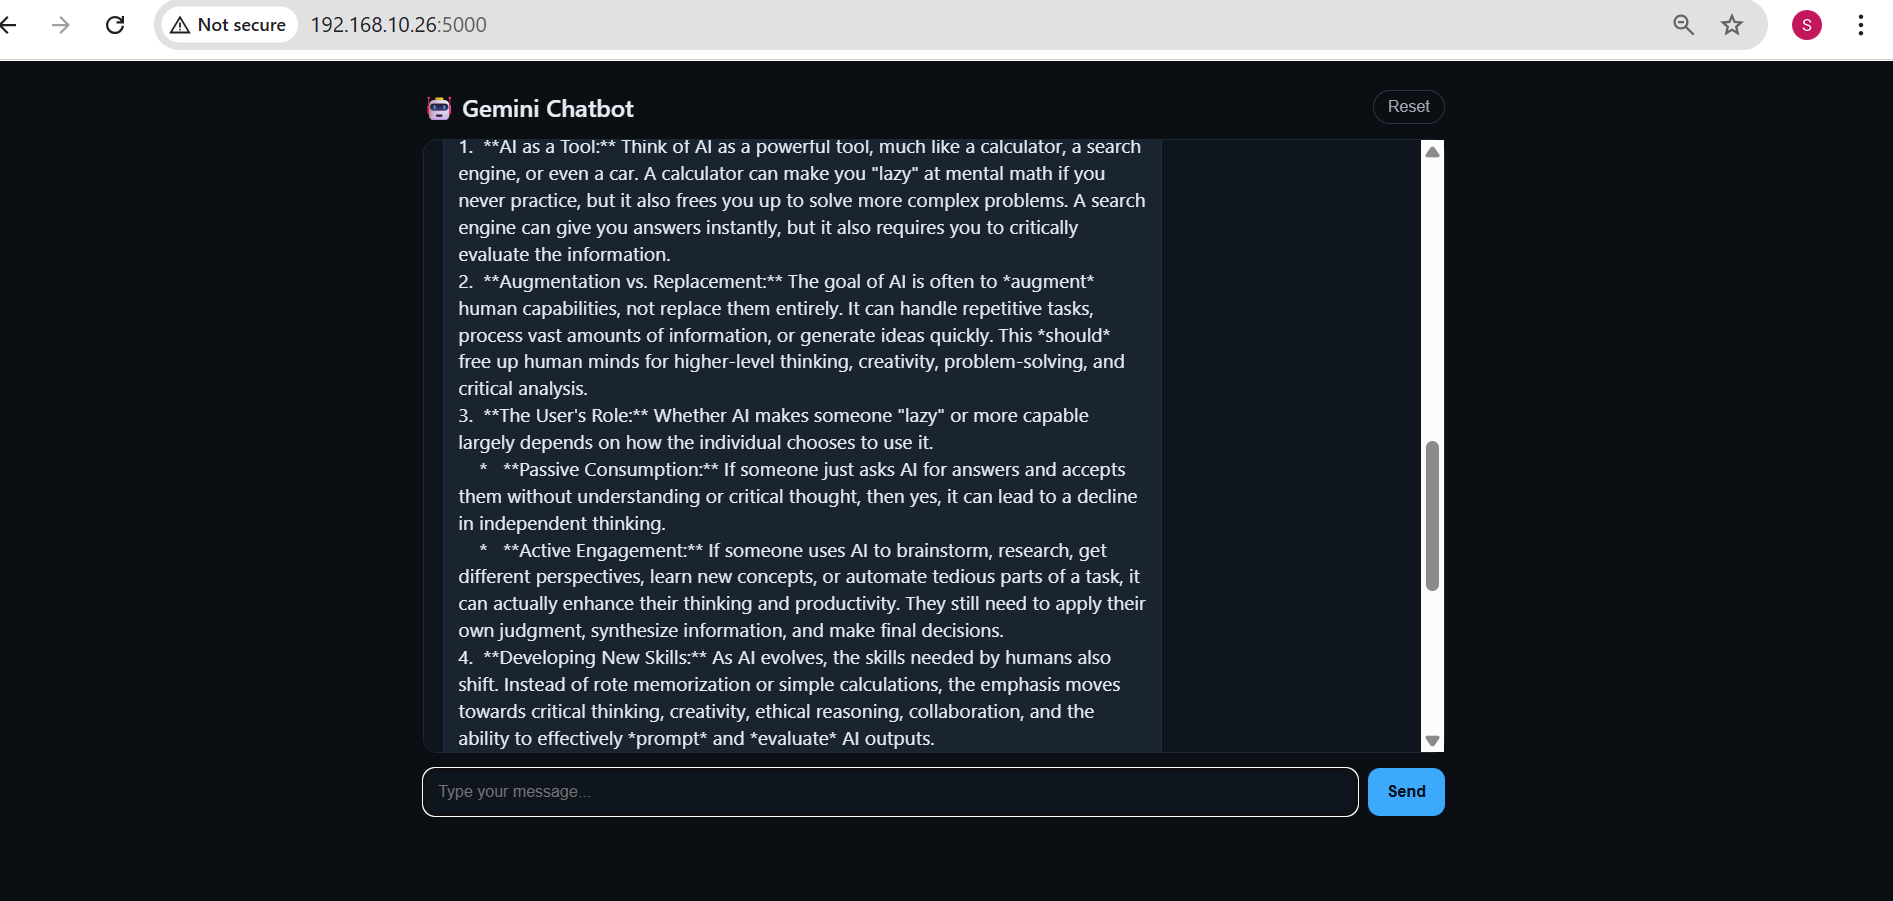 Not secure
192.168.10.26:5000
S
Gemini Chatbot
Reset
1.  **AI as a Tool:** Think of AI as a powerful tool, much like a calculator, a search
engine, or even a car. A calculator can make you "lazy" at mental math if you
never practice, but it also frees you up to solve more complex problems. A search
engine can give you answers instantly, but it also requires you to critically
evaluate the information.
2.  **Augmentation vs. Replacement:** The goal of AI is often to *augment*
human capabilities, not replace them entirely. It can handle repetitive tasks,
process vast amounts of information, or generate ideas quickly. This *should*
free up human minds for higher-level thinking, creativity, problem-solving, and
critical analysis.
3.  **The User's Role:** Whether AI makes someone "lazy" or more capable
largely depends on how the individual chooses to use it.
    *   **Passive Consumption:** If someone just asks AI for answers and accepts
them without understanding or critical thought, then yes, it can lead to a decline
in independent thinking.
    *   **Active Engagement:** If someone uses AI to brainstorm, research, get
different perspectives, learn new concepts, or automate tedious parts of a task, it
can actually enhance their thinking and productivity. They still need to apply their
own judgment, synthesize information, and make final decisions.
4.  **Developing New Skills:** As AI evolves, the skills needed by humans also
shift. Instead of rote memorization or simple calculations, the emphasis moves
towards critical thinking, creativity, ethical reasoning, collaboration, and the
ability to effectively *prompt* and *evaluate* AI outputs.
Type your message...
Send